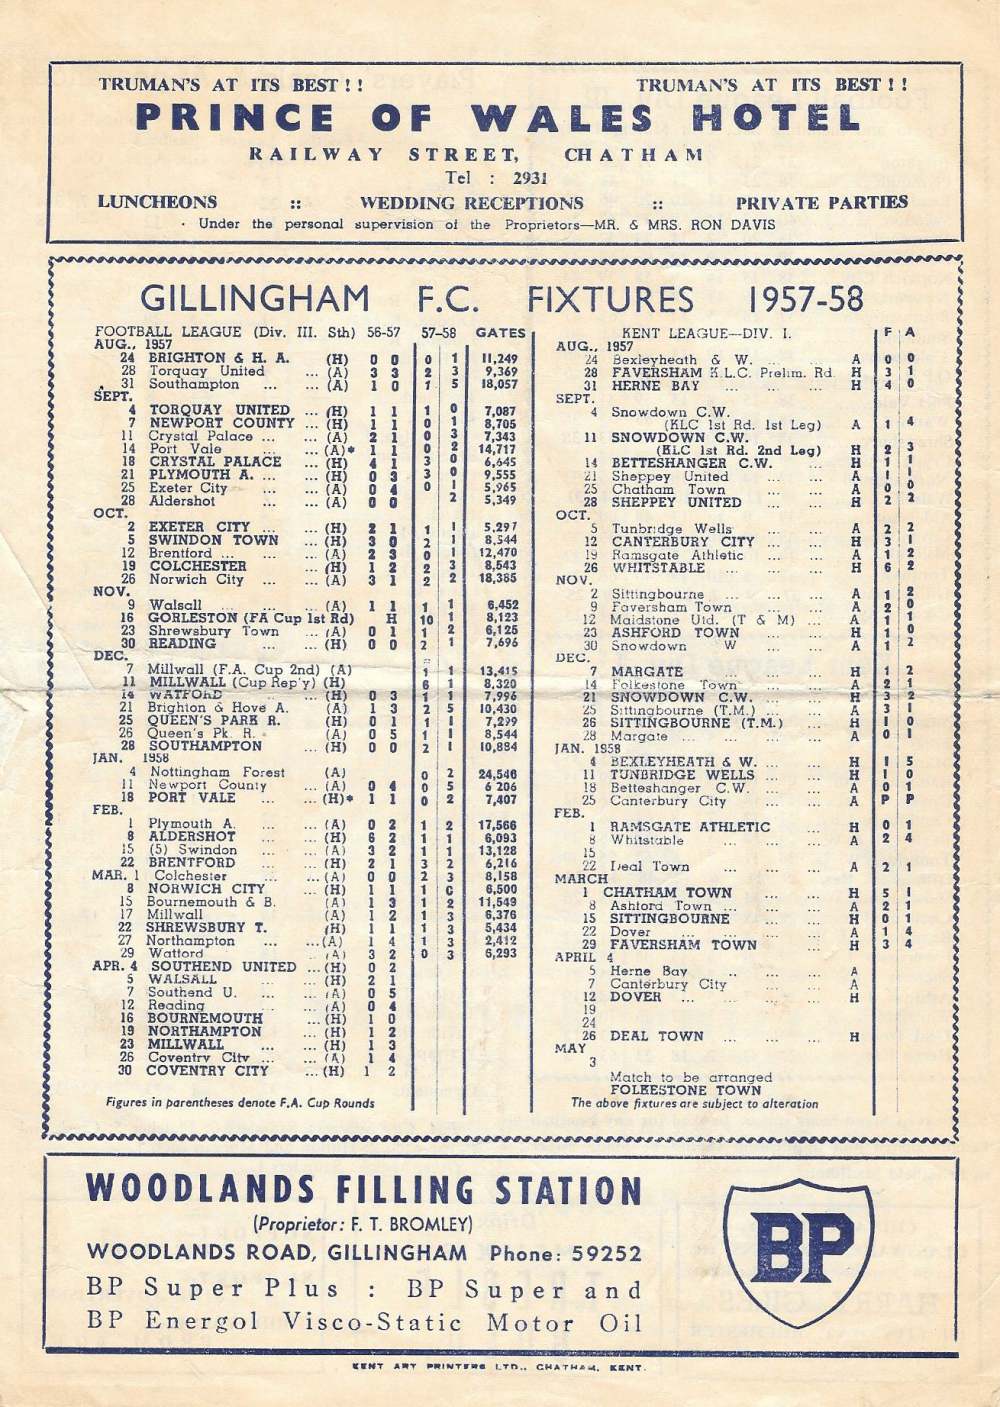 TRUMAN'S AT ITS BEST ! ! TRUMAN'S AT ITS BEST ! !
PRINCE OF WALES HOTEL
RAILWAY STREET, CHATHAM
Tel : 2931
LUNCHEONS :: WEDDING RECEPTIONS :: PRIVATE PARTIES
Under the personal supervision of the Proprietors—MR. & MRS. RON DAVIS
GILLINGHAM F.C. FIXTURES 1957-58
FOOTBALL LEAGUE (Div. III. Sth) 56-57 57-58 GATES
AUG., 1957
24 BRIGHTON & H. A. (H) 0 0 0 1 11,249
28 Torquay United ... (A) 3 3 2 3 9,369
31 Southampton ... ... (A) 1 0 1 5 18,057
SEPT.
4 TORQUAY UNITED ... (H) 1 1 1 0 7,087
7 NEWPORT COUNTY ... (H) 1 1 0 1 8,705
11 Crystal Palace ... ... (A) 2 1 0 3 7,343
14 Port Vale ... ... (A)* 1 1 0 2 14,717
18 CRYSTAL PALACE ... (H) 4 1 3 0 6,645
21 PLYMOUTH A. ... ... (H) 0 3 3 0 9,555
25 Exeter City ... ... (A) 0 4 0 1 5,965
28 Aldershot ... ... (A) 0 0 2 5,349
OCT.
2 EXETER CITY ... ... (H) 2 1 1 1 5,297
5 SWINDON TOWN ... (H) 3 0 2 1 8,544
12 Brentford ... ... (A) 2 3 0 1 12,470
19 COLCHESTER ... (H) 1 2 2 3 8,543
26 Norwich City ... ... (A) 3 1 2 2 18,385
NOV.
9 Walsall ... ... (A) 1 1 1 1 6,452
16 GORLESTON (FA Cup 1st Rd) H 10 1 8,123
23 Shrewsbury Town ... (A) 0 1 1 2 6,125
30 READING ... ... (H) 0 0 2 1 7,696
DEC.
7 Millwall (F.A. Cup 2nd) (A) 1 1 13,415
11 MILLWALL (Cup Rep'y) (H) 6 1 8,320
14 WATFORD ... (H) 0 3 1 1 7,996
21 Brighton & Hove A. (A) 1 3 2 5 10,430
25 QUEEN'S PARK R. (H) 0 1 1 1 7,299
26 Queen's Pk. R. (A) 0 5 1 1 8,544
28 SOUTHAMPTON ... (H) 0 0 2 1 10,884
JAN. 1958
4 Nottingham Forest (A) 0 2 24,546
11 Newport County ... (A) 0 4 0 5 6 206
18 PORT VALE ... ... (H)* 1 1 0 2 7,407
FEB.
1 Plymouth A. ... ... (A) 0 2 1 2 17,566
8 ALDERSHOT ... ... (H) 6 2 1 1 6,093
15 (5) Swindon ... ... (A) 3 2 1 1 13,128
22 BRENTFORD ... ... (H) 2 1 3 2 6,216
MAR. 1 Colchester ... ... (A) 0 0 2 3 8,158
8 NORWICH CITY ... (H) 1 1 1 0 6,500
15 Bournemouth & B. (A) 1 3 1 2 11,549
17 Millwall (A) 1 2 1 3 6,376
22 SHREWSBURY T. (H) 1 1 1 3 5,434
27 Northampton ... ...(A) 1 4 1 3 2,412
29 Watford ... ... (A) 3 2 0 3 6,293
APR. 4 SOUTHEND UNITED ... (H) 0 2
5 WALSALL ... ... (H) 2 1
7 Southend U. ... ... (A) 0 5
12 Reading ... ... (A) 0 4
16 BOURNEMOUTH ... (H) 1 0
19 NORTHAMPTON ... (H) 1 2
23 MILLWALL ... ... (H) 1 3
26 Coventry City ... ... (A) 1 4
30 COVENTRY CITY ... (H) 1 2
Figures in parentheses denote F.A. Cup Rounds
KENT LEAGUE—DIV. I. F A
AUG., 1957
24 Bexleyheath & W. ... ... A 0 0
28 FAVERSHAM K.L.C. Prelim. Rd. H 3 1
31 HERNE BAY ... ... ... H 4 0
SEPT.
4 Snowdown C.W.
(KLC 1st Rd. 1st Leg) A 1 4
11 SNOWDOWN C.W.
(KLC 1st Rd. 2nd Leg) H 2 3
14 BETTESHANGER C.W. ... H 1 1
21 Sheppey United ... A 1 1
25 Chatham Town ... ... A 0 0
28 SHEPPEY UNITED ... H 2 2
OCT.
5 Tunbridge Wells ... ... A 2 2
12 CANTERBURY CITY ... ... H 3 1
19 Ramsgate Athletic ... A 1 2
26 WHITSTABLE ... ... H 6 2
NOV.
2 Sittingbourne ... ... A 1 2
9 Faversham Town ... A 2 0
12 Maidstone Utd. (T & M) ... A 1 1
23 ASHFORD TOWN ... H 1 0
30 Snowdown W ... ... A 1 2
DEC.
7 MARGATE ... ... ... H 1 2
14 Folkestone Town ... A 2 1
21 SNOWDOWN C.W. ... ... H 3 2
25 Sittingbourne (T.M.) ... ... A 3 1
26 SITTINGBOURNE (T.M.) ... H 1 0
28 Margate ... ... ... ... A 0 1
JAN. 1958
4 BEXLEYHEATH & W. ... ... H 1 5
11 TUNBRIDGE WELLS ... ... H 1 0
18 Betteshanger C.W. ... ... A 0 1
25 Canterbury City ... ... A P P
FEB.
1 RAMSGATE ATHLETIC ... H 0 1
8 Whitstable ... ... ... A 2 4
15
22 Deal Town ... ... ... A 2 1
MARCH
1 CHATHAM TOWN ... ... H 5 1
8 Ashford Town ... ... ... A 2 1
15 SITTINGBOURNE ... ... H 0 1
22 Dover ... ... ... ... A 1 4
29 FAVERSHAM TOWN ... H 3 4
APRIL 4
5 Herne Bay .. ... ... A
7 Canterbury City ... ... A
12 DOVER ... ... ... ... H
19
24
26 DEAL TOWN ... ... ... H
MAY
3
Match to be arranged
FOLKESTONE TOWN
The above fixtures are subject to alteration
WOODLANDS FILLING STATION
(Proprietor: F. T. BROMLEY)
WOODLANDS ROAD, GILLINGHAM Phone: 59252
BP Super Plus : BP Super and
BP Energol Visco-Static Motor Oil
BP
KENT ART PRINTERS LTD., CHATHAM, KENT.